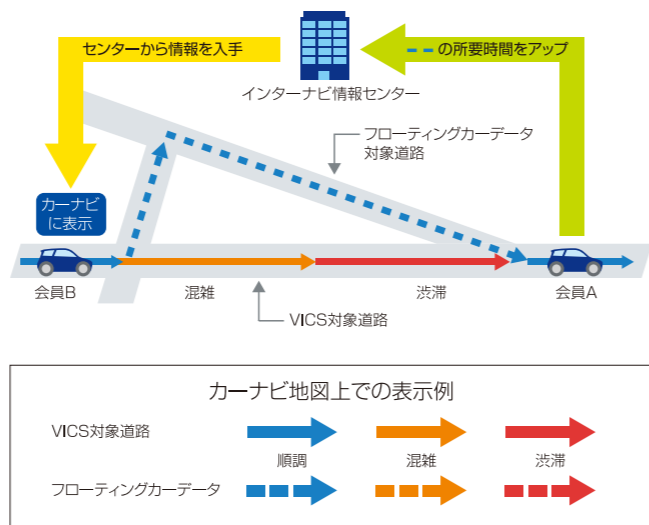 センターから情報を入手
の所要時間をアップ
インターナビ情報センター
フローティングカーデータ
対象道路
カーナビ
に表示
会員B
混雑
渋滞
会員A
VICS対象道路
カーナビ地図上での表示例
VICS対象道路
順調
混雑
渋滞
フローティングカーデータ